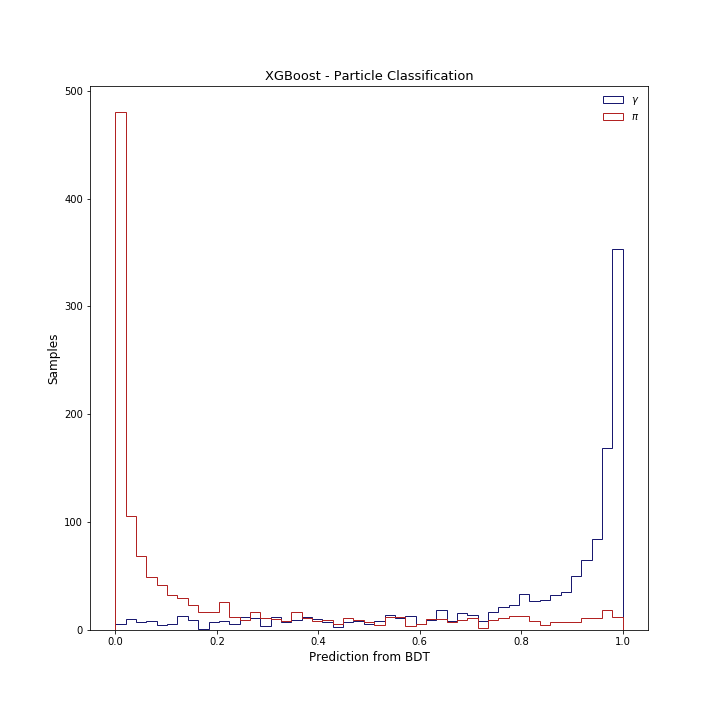 XGBoost - Particle Classification
γ
π
500
400
300
200
100
0
Samples
0.0 0.2 0.4 0.6 0.8 1.0
Prediction from BDT